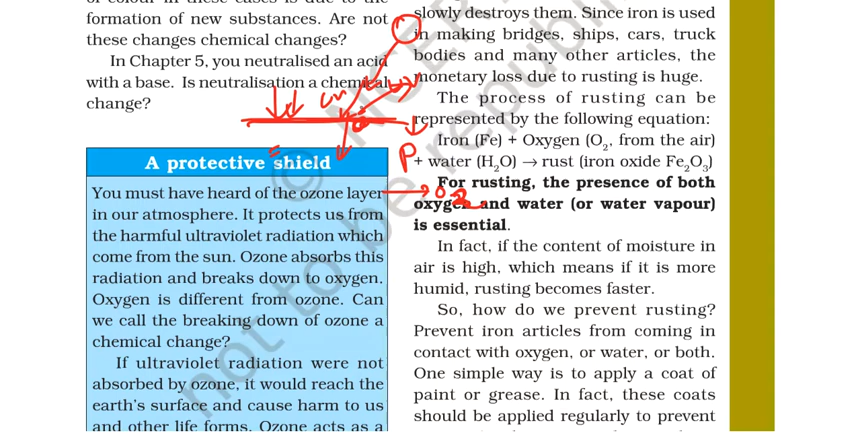 formation of new substances. Are not
these changes chemical changes?
In Chapter 5, you neutralised an acid
with a base. Is neutralisation a chemical
change?
A protective shield
You must have heard of the ozone layer
in our atmosphere. It protects us from
the harmful ultraviolet radiation which
come from the sun. Ozone absorbs this
radiation and breaks down to oxygen.
Oxygen is different from ozone. Can
we call the breaking down of ozone a
chemical change?
If ultraviolet radiation were not
absorbed by ozone, it would reach the
earth's surface and cause harm to us
and other life forms. Ozone acts as a
slowly destroys them. Since iron is used
in making bridges, ships, cars, truck
bodies and many other articles, the
monetary loss due to rusting is huge.
The process of rusting can be
represented by the following equation:
Iron (Fe) + Oxygen (O₂, from the air)
+ water (H₂O) → rust (iron oxide Fe₂O₃)
For rusting, the presence of both
oxygen and water (or water vapour)
is essential.
In fact, if the content of moisture in
air is high, which means if it is more
humid, rusting becomes faster.
So, how do we prevent rusting?
Prevent iron articles from coming in
contact with oxygen, or water, or both.
One simple way is to apply a coat of
paint or grease. In fact, these coats
should be applied regularly to prevent
not to be republished